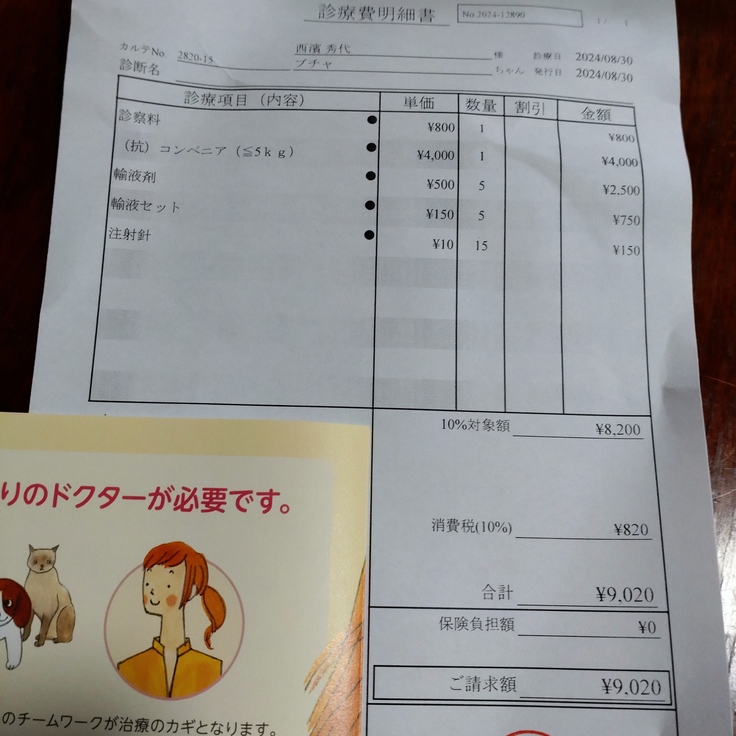 診療費明細書 No.2024-12890 1/ 1
カルテNo. 2820-15 西濱 秀代 様 診療日 2024/08/30
診断名 ブチャ ちゃん 発行日 2024/08/30
診療項目（内容） 単価 数量 割引 金額
診察料 ● ¥800 1 ¥800
（抗）コンベニア（≦5ｋｇ） ● ¥4,000 1 ¥4,000
輸液剤 ● ¥500 5 ¥2,500
輸液セット ● ¥150 5 ¥750
注射針 ● ¥10 15 ¥150
10%対象額 ¥8,200
消費税(10%) ¥820
合計 ¥9,020
保険負担額 ¥0
ご請求額 ¥9,020
りのドクターが必要です。
のチームワークが治療のカギとなります。